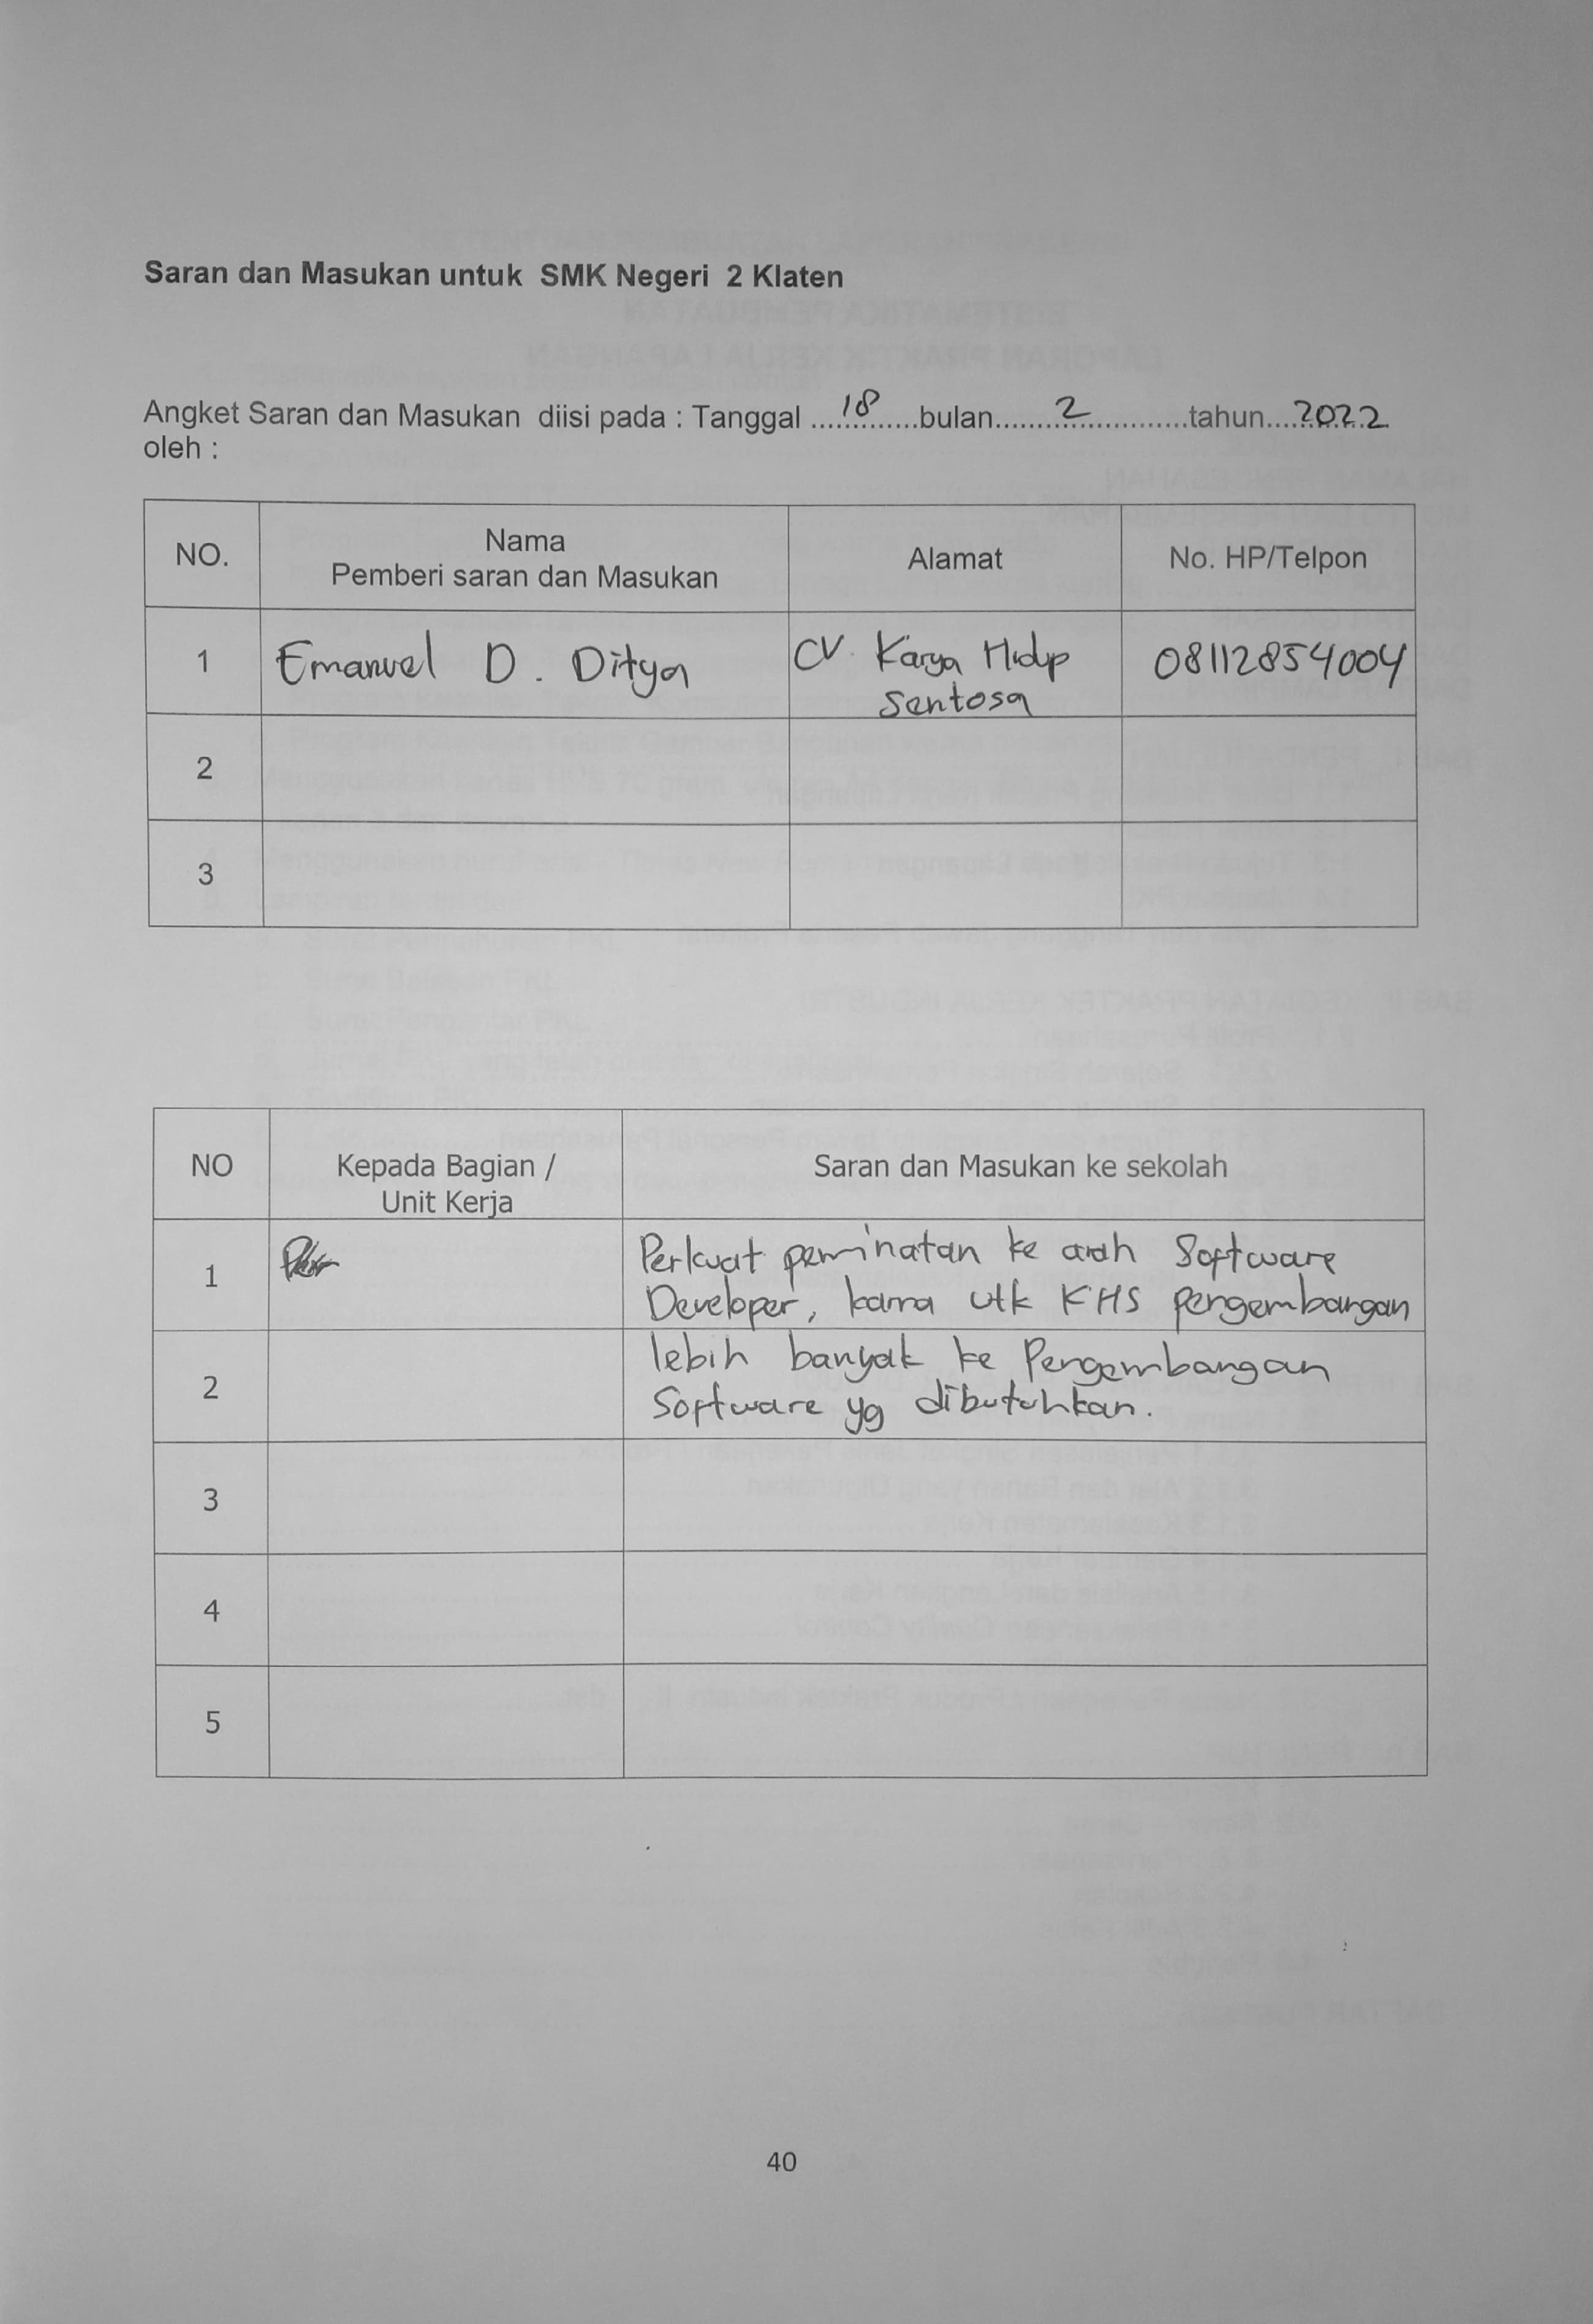 Saran dan Masukan untuk SMK Negeri 2 Klaten
Angket Saran dan Masukan diisi pada : Tanggal ....18....bulan........2........tahun....2022
oleh :
NO. Nama Pemberi saran dan Masukan Alamat No. HP/Telpon
1 Emanuel D. Ditya CV. Karya Hidup Sentosa 08112854004
2
3
NO Kepada Bagian / Unit Kerja Saran dan Masukan ke sekolah
1 Perkuat peminatan ke arah Software
Developer, karna utk KHS pengembangan
2 lebih banyak ke Pengembangan
Software yg dibutuhkan.
3
4
5
40